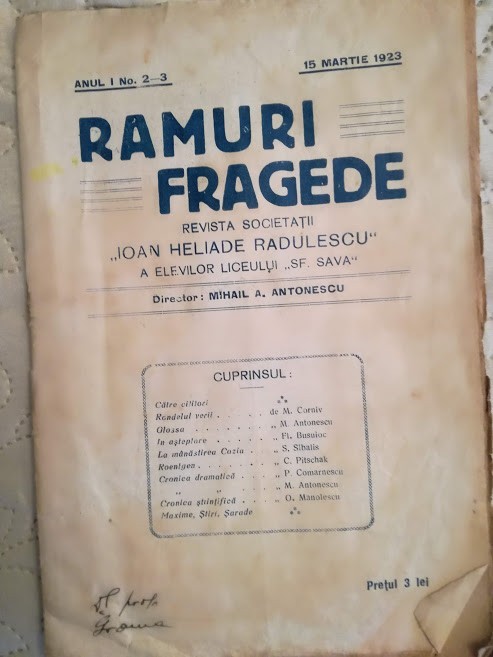 ANUL I No. 2—3
15 MARTIE 1923
RAMURI
FRAGEDE
REVISTA SOCIETAȚII
„IOAN HELIADE RADULESCU“
A ELEVILOR LICEULUI „SF. SAVA“
Director: MIHAIL A. ANTONESCU
CUPRINSUL:
Către cititori
Rondelul verii . . . . . de M. Corniv
Glossa . . . . . . . „ M. Antonescu
In așteptare . . . . . . „ Fl. Busuioc
La mănăstirea Cozia . . . „ S. Sibalis
Roentgen . . . . . . . „ C. Pitschak
Cronica dramatică . . . . „ P. Comarnescu
„ „ . . . „ M. Antonescu
Cronica științifică . . . . „ O. Manolescu
Maxime, Știri, Șarade
Prețul 3 lei